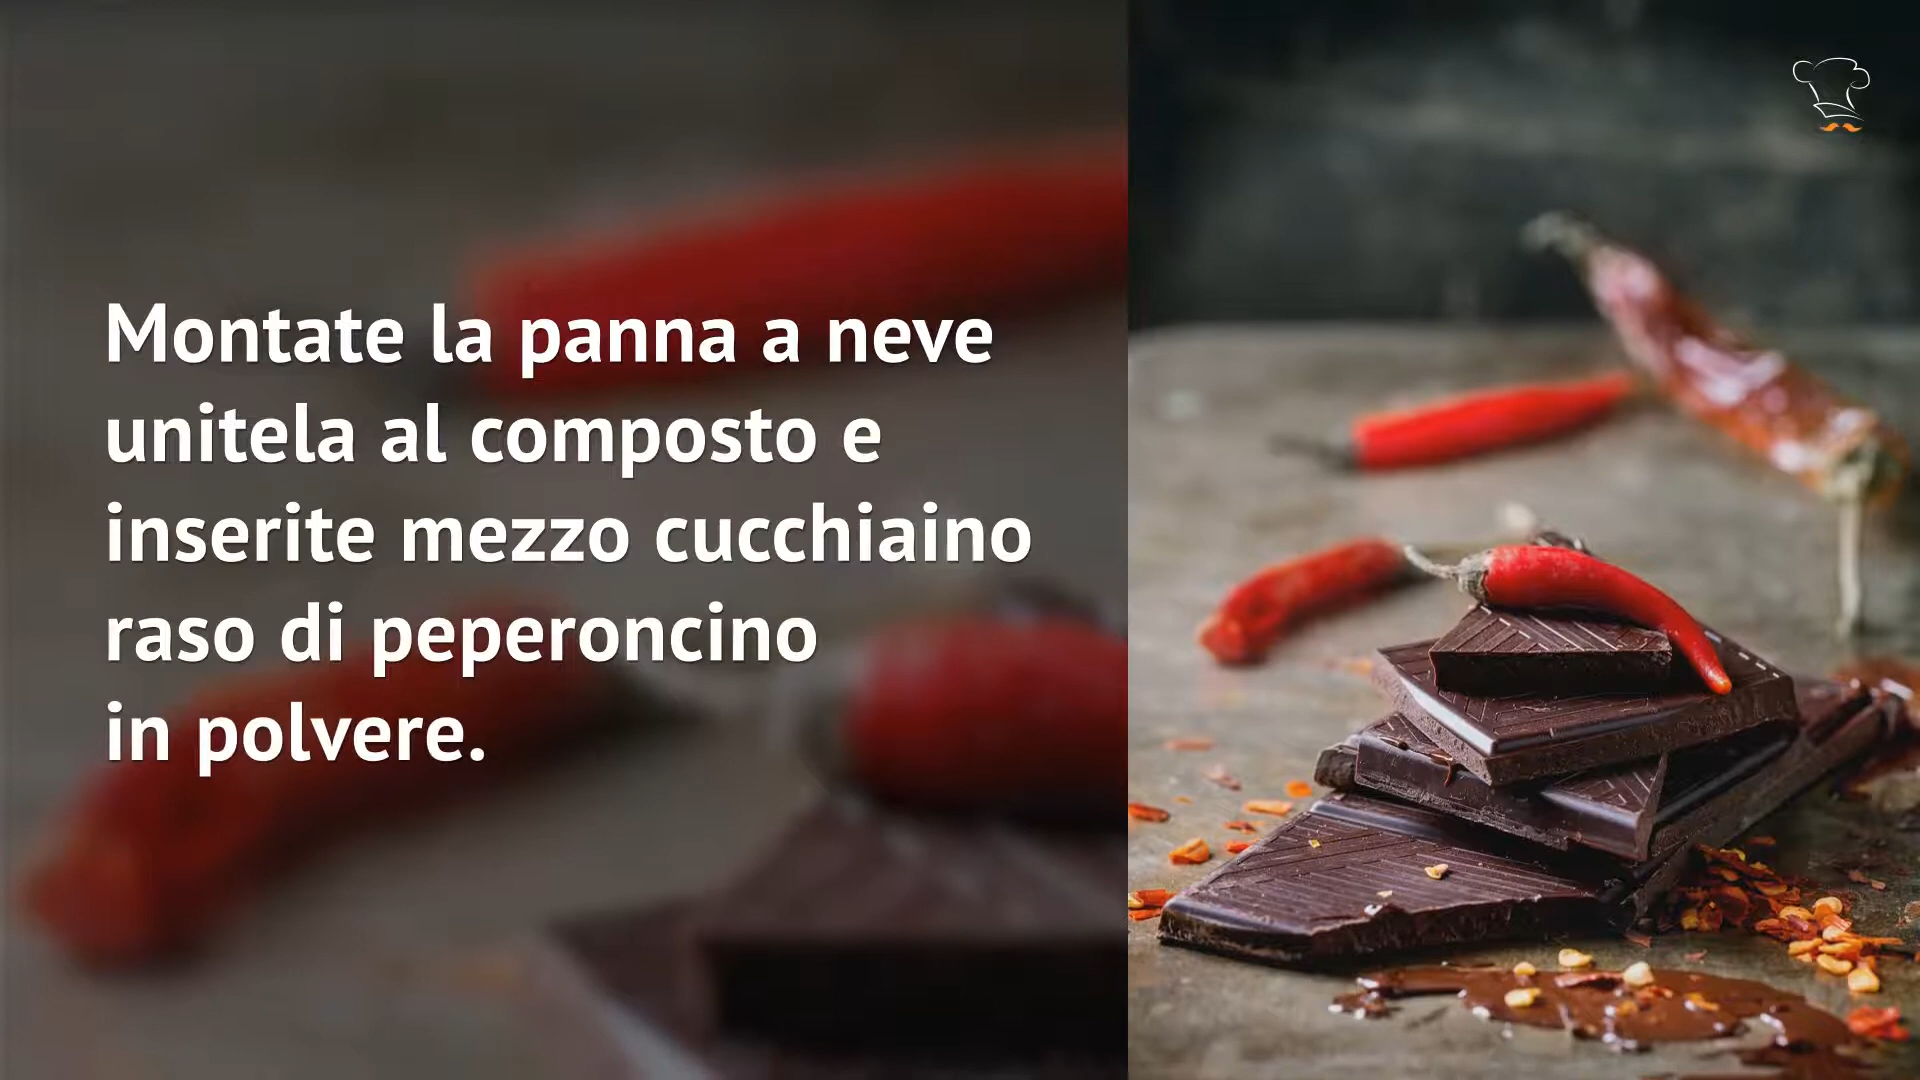 Montate la panna a neve
unitela al composto e
inserite mezzo cucchiaino
raso di peperoncino
in polvere.